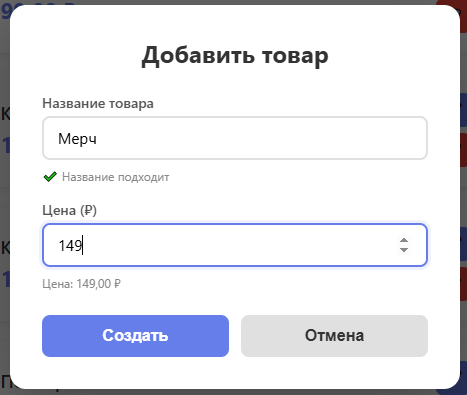 Добавить товар
Название товара
Мерч
Название подходит
Цена (₽)
149
Цена: 149,00 ₽
Создать
Отмена